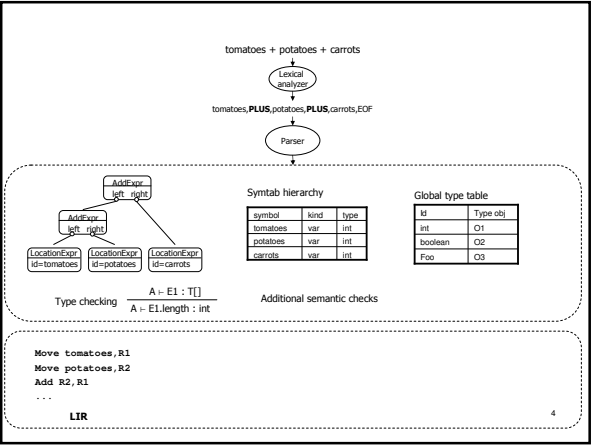 tomatoes + potatoes + carrots
Lexical
analyzer
tomatoes,PLUS,potatoes,PLUS,carrots,EOF
Parser
AddExpr
left right
AddExpr
left right
LocationExpr
id=tomatoes
LocationExpr
id=potatoes
LocationExpr
id=carrots
Symtab hierarchy
symbol kind type
tomatoes var int
potatoes var int
carrots var int
Global type table
Id Type obj
int O1
boolean O2
Foo O3
Type checking
A ⊢ E1 : T[]
A ⊢ E1.length : int
Additional semantic checks
Move tomatoes,R1
Move potatoes,R2
Add R2,R1
...
LIR
4